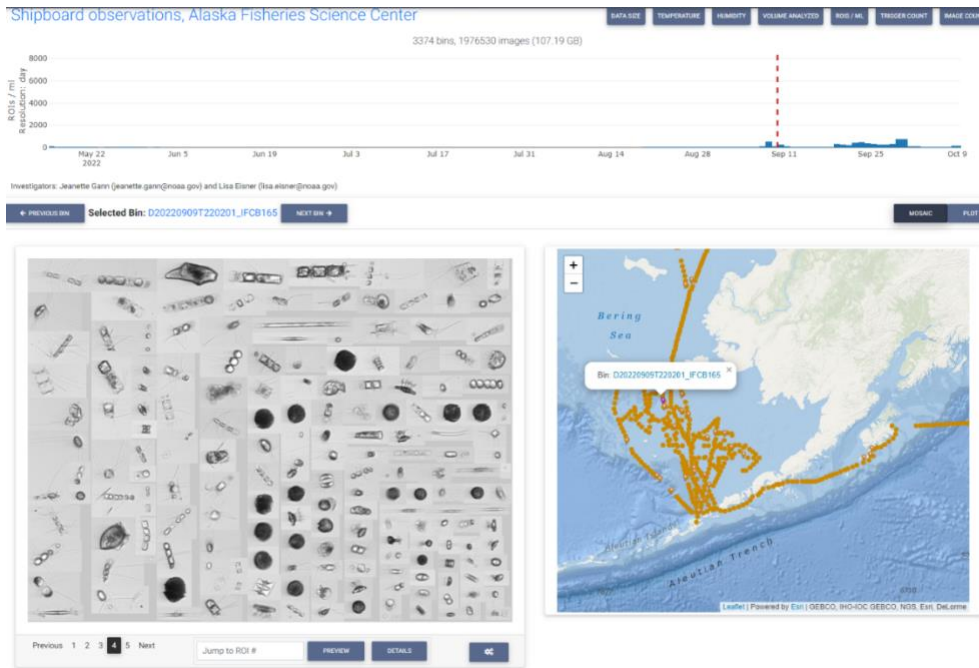 Shipboard observations, Alaska Fisheries Science Center
DATA SIZE TEMPERATURE HUMIDITY VOLUME ANALYZED ROIS / ML TRIGGER COUNT IMAGE COUN
3374 bins, 1976530 images (107.19 GB)
ROIs / ml
Resolution: day
8000
6000
4000
2000
0
May 22 Jun 5 Jun 19 Jul 3 Jul 17 Jul 31 Aug 14 Aug 28 Sep 11 Sep 25 Oct 9
2022
Investigators: Jeanette Gann (jeanette.gann@noaa.gov) and Lisa Eisner (lisa.eisner@noaa.gov)
← PREVIOUS BIN Selected Bin: D20220909T220201_IFCB165 NEXT BIN → MOSAIC PLOT
+
−
Bering
Sea
Bin: D20220909T220201_IFCB165 ×
Aleutian
Aleutian Trench
Leaflet | Powered by Esri | GEBCO, IHO-IOC GEBCO, NGS, Esri, DeLorme
Previous 1 2 3 4 5 Next Jump to ROI # PREVIEW DETAILS